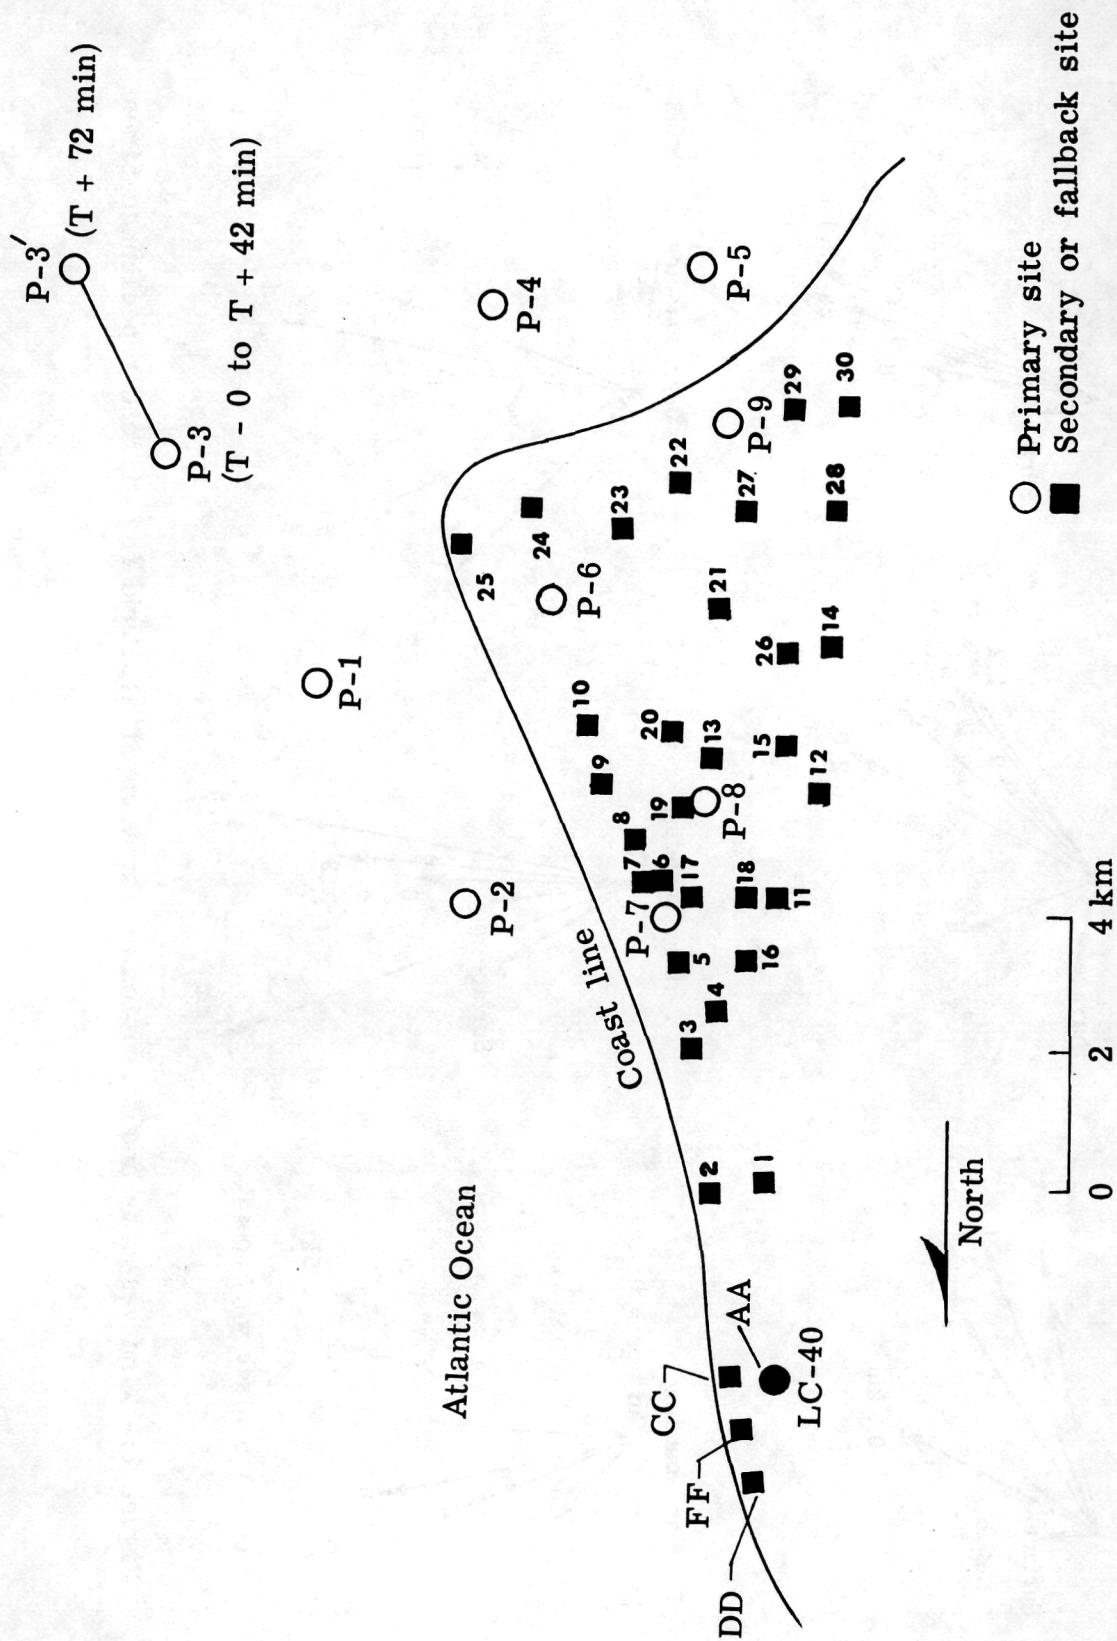 P-3′
(T + 72 min)
P-3
(T - 0 to T + 42 min)
P-4
P-5
P-1
P-2
Atlantic Ocean
Coast line
25
24
23
22
P-6
P-9
29
30
27
28
21
26
14
10
9
20
13
15
12
8
19
P-8
7
6
17
18
11
P-7
5
16
4
3
2
1
CC
FF
DD
AA
LC-40
North
0
2
4 km
Primary site
Secondary or fallback site